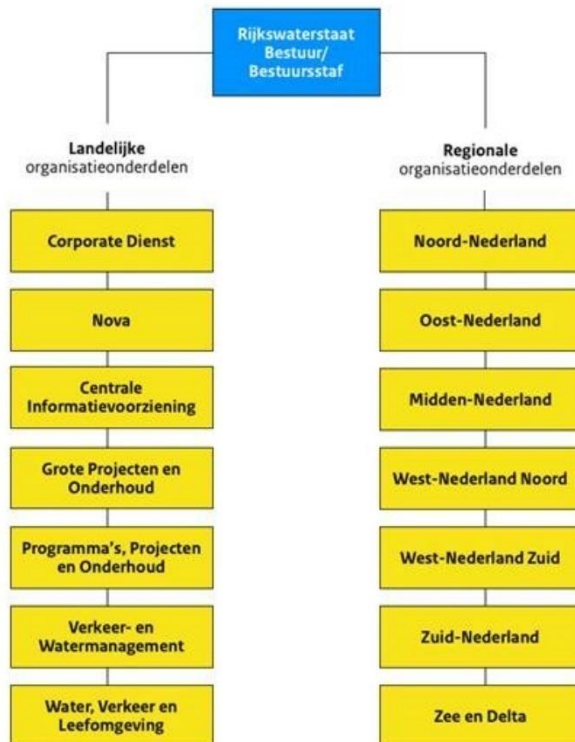 Rijkswaterstaat
Bestuur/
Bestuursstaf
Landelijke
organisatieonderdelen
Corporate Dienst
Nova
Centrale
Informatievoorziening
Grote Projecten en
Onderhoud
Programma's, Projecten
en Onderhoud
Verkeer- en
Watermanagement
Water, Verkeer en
Leefomgeving
Regionale
organisatieonderdelen
Noord-Nederland
Oost-Nederland
Midden-Nederland
West-Nederland Noord
West-Nederland Zuid
Zuid-Nederland
Zee en Delta